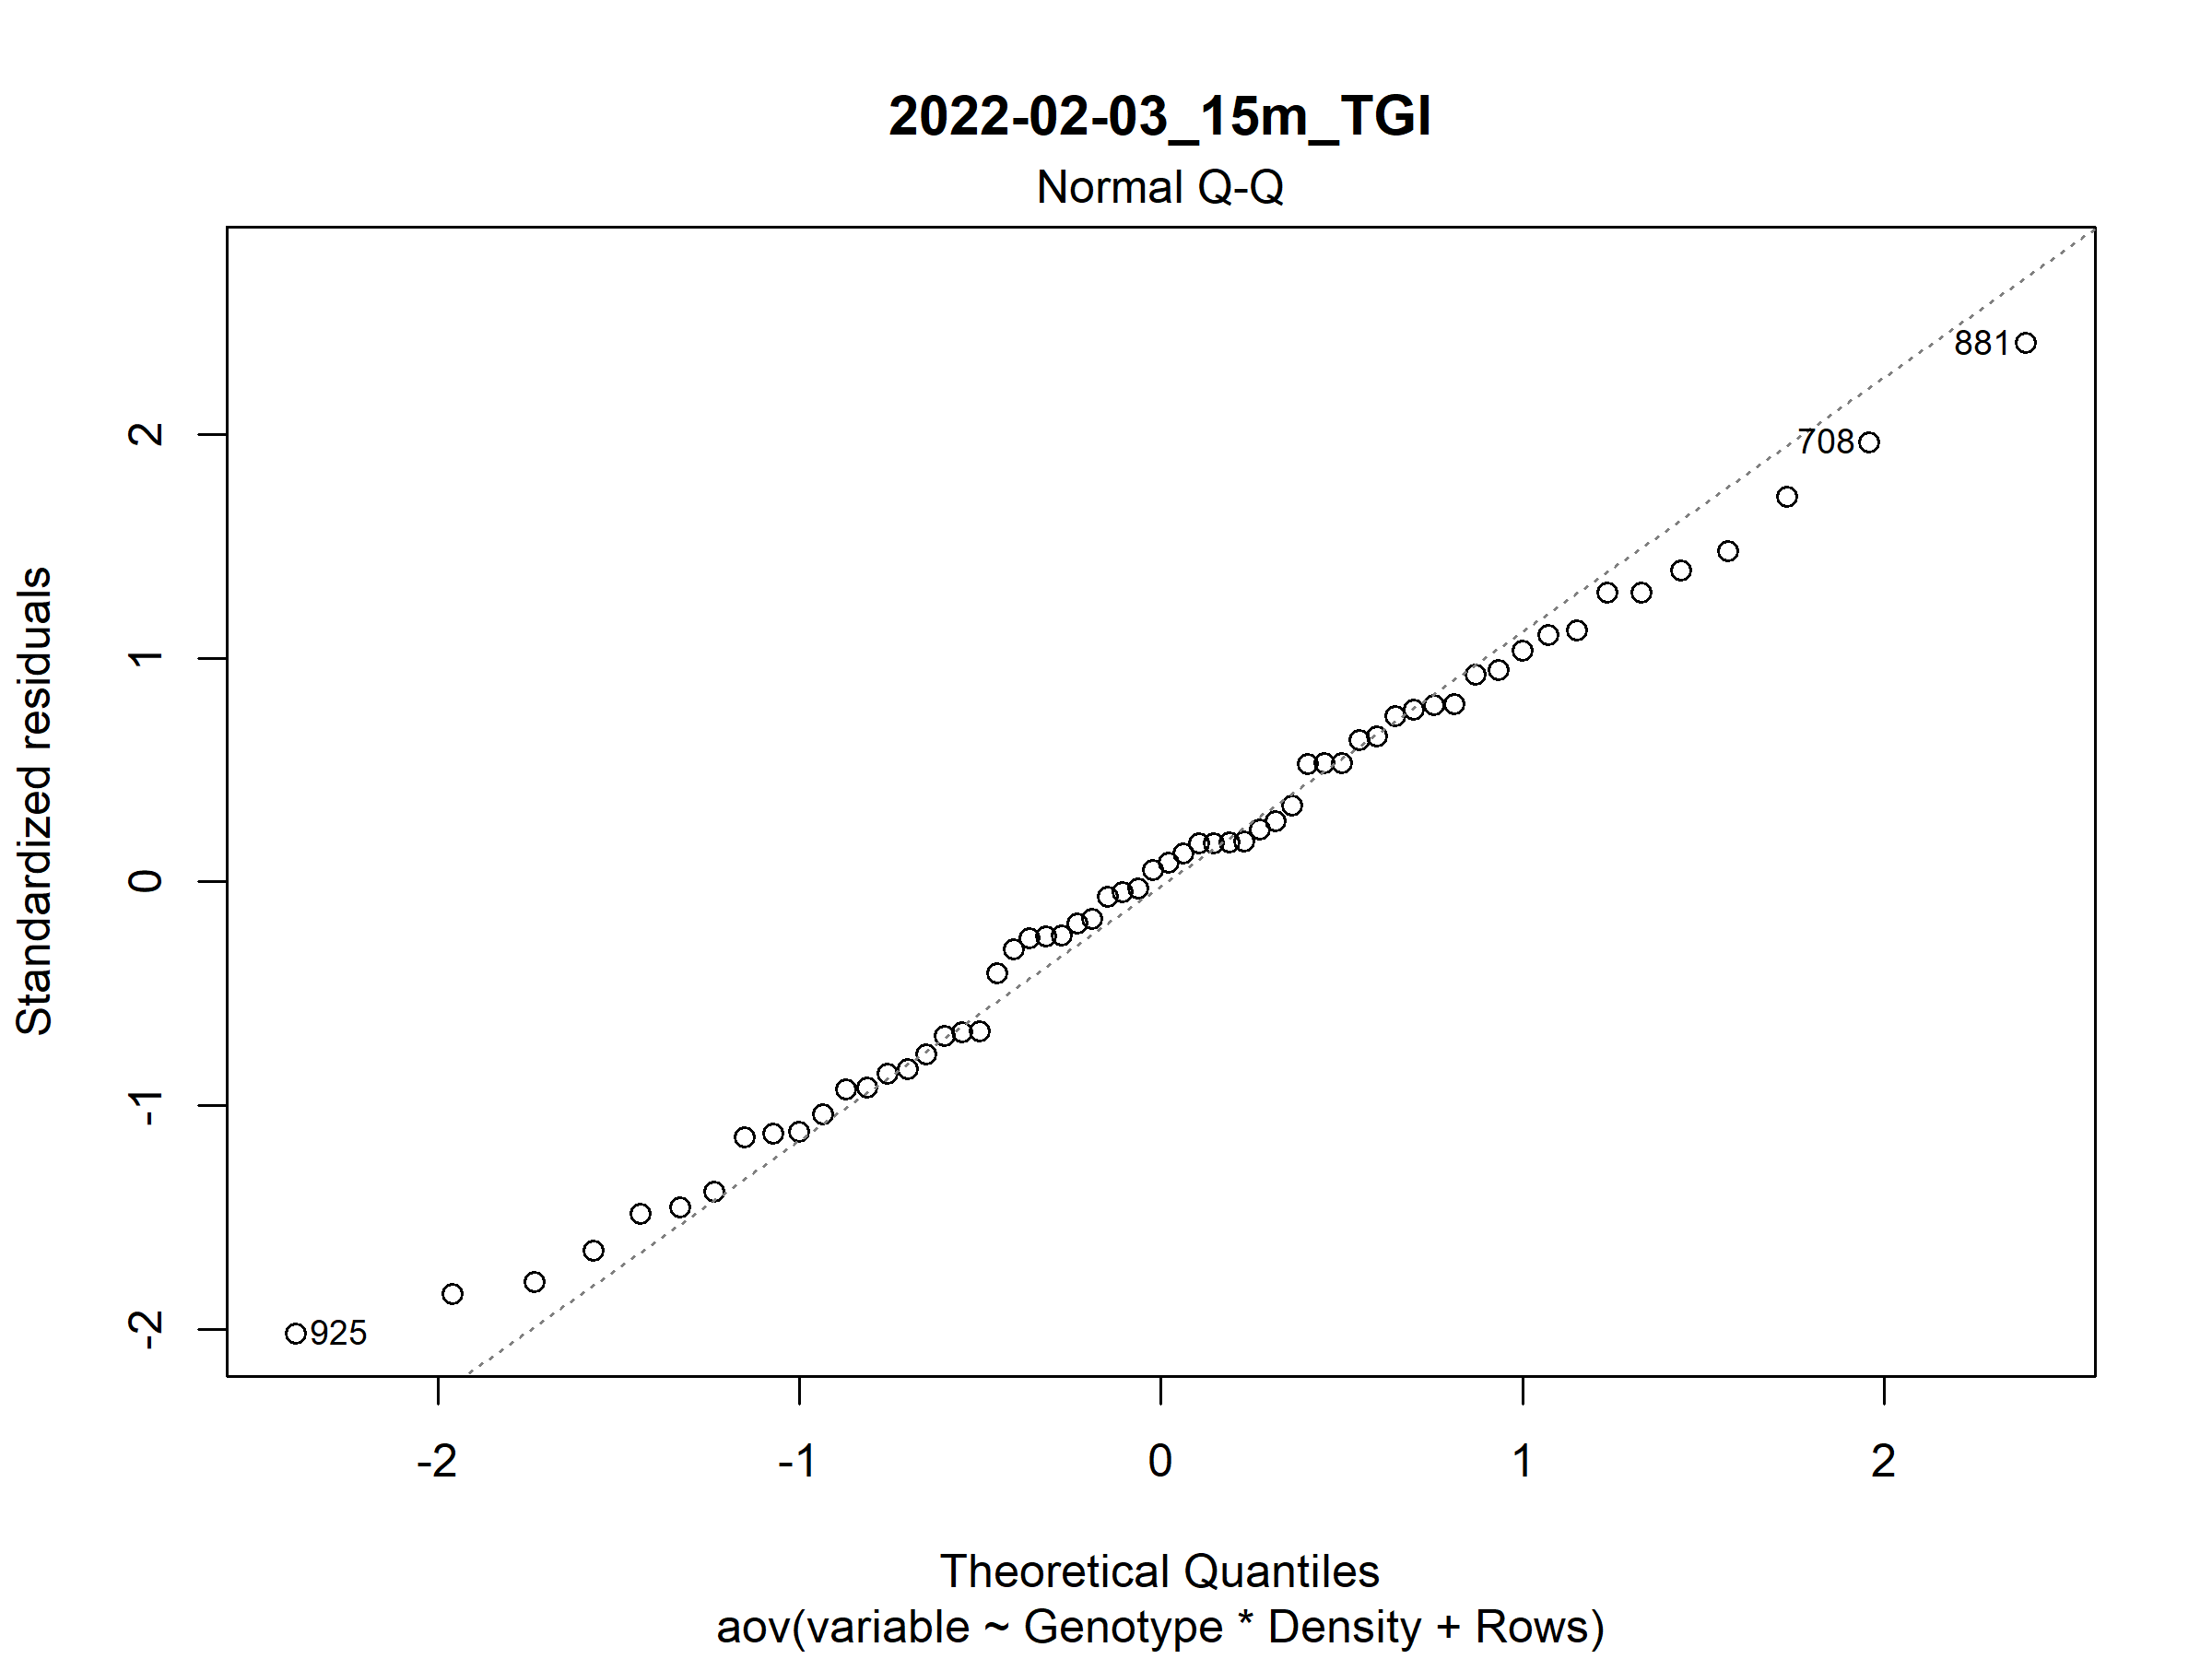 2022-02-03_15m_TGI
Normal Q-Q
Standardized residuals
2
1
0
-1
-2
881
708
925
-2
-1
0
1
2
Theoretical Quantiles
aov(variable ~ Genotype * Density + Rows)